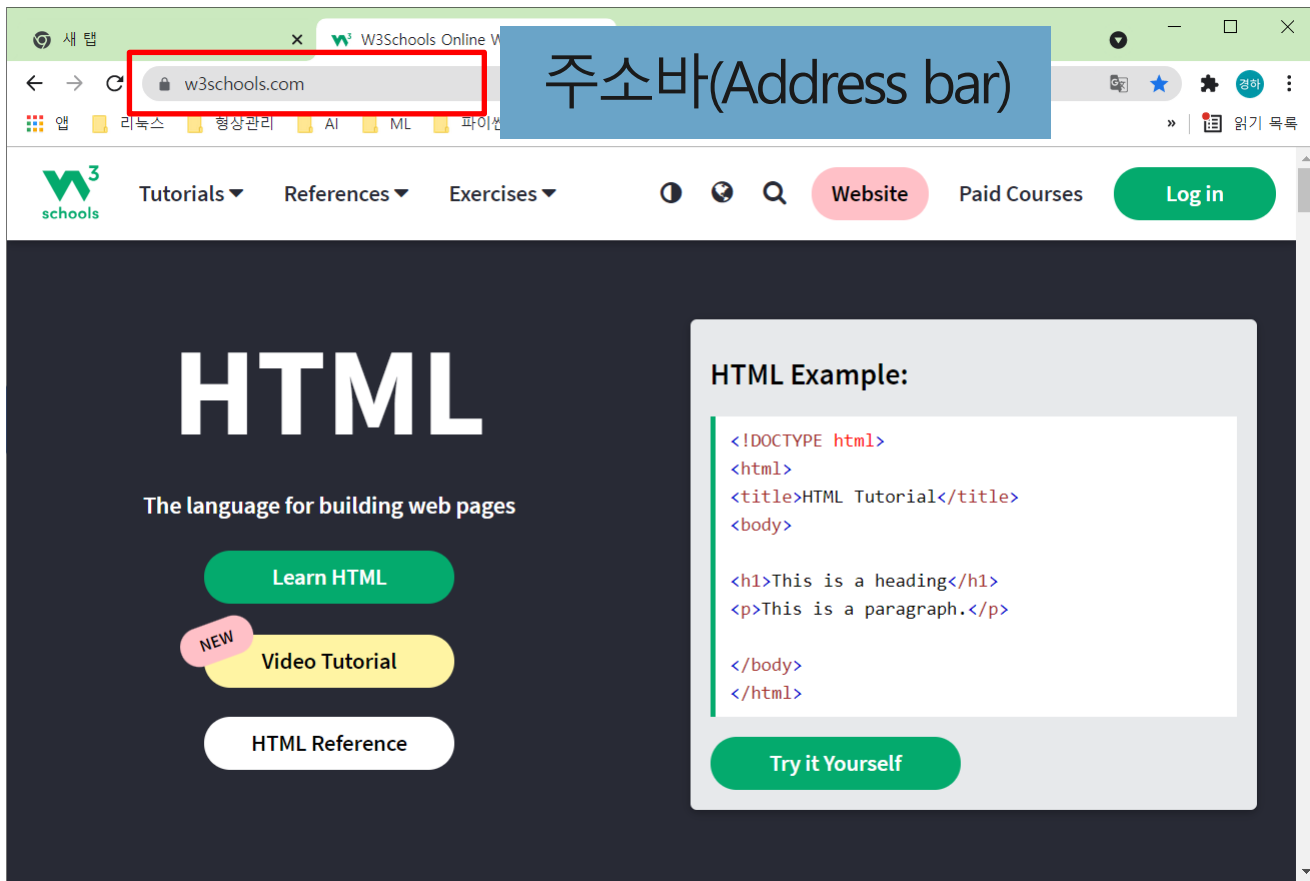 새 탭
W3Schools Online W
주소바(Address bar)
w3schools.com
경하
앱 리눅스 형상관리 AI ML 파이썬 » 읽기 목록
W3 schools Tutorials References Exercises Website Paid Courses Log in
HTML
The language for building web pages
Learn HTML
NEW
Video Tutorial
HTML Reference
HTML Example:
<!DOCTYPE html>
<html>
<title>HTML Tutorial</title>
<body>
<h1>This is a heading</h1>
<p>This is a paragraph.</p>
</body>
</html>
Try it Yourself